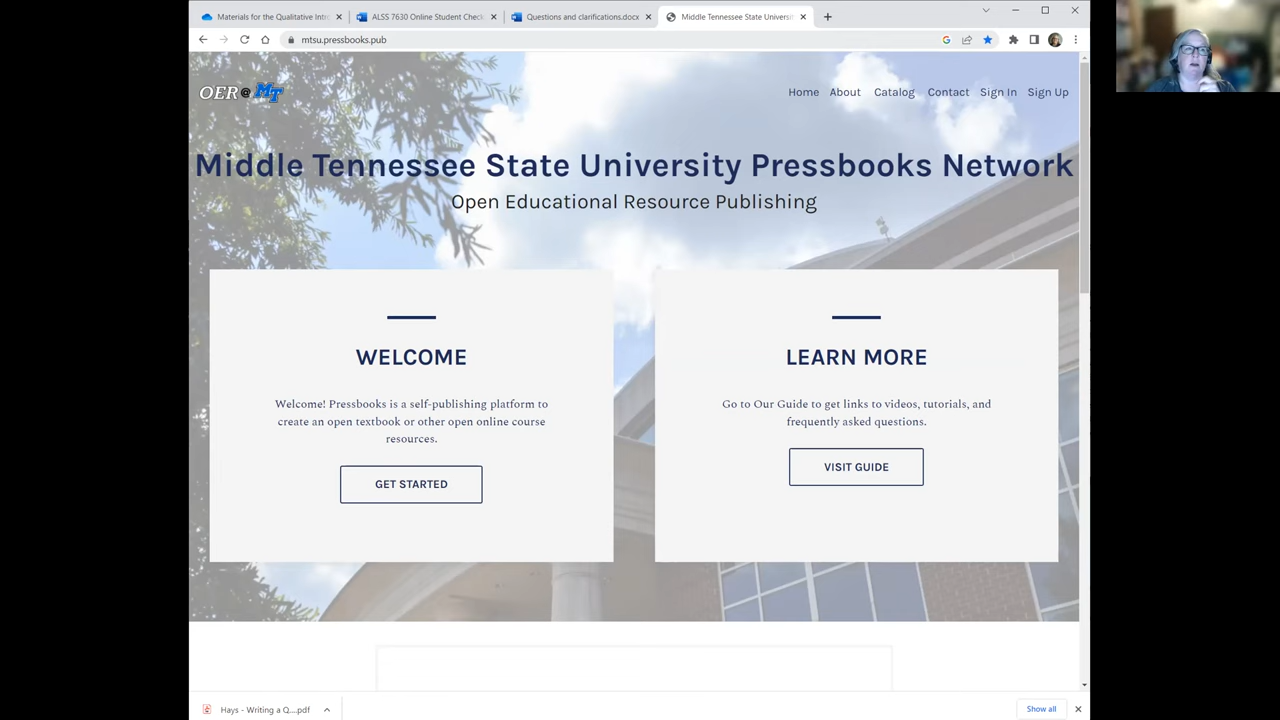 Materials for the Qualitative Intro
ALSS 7630 Online Student Check
Questions and clarifications.docx
Middle Tennessee State Universi
mtsu.pressbooks.pub
OER @ MT
Home About Catalog Contact Sign In Sign Up
Middle Tennessee State University Pressbooks Network
Open Educational Resource Publishing
WELCOME
Welcome! Pressbooks is a self-publishing platform to
create an open textbook or other open online course
resources.
GET STARTED
LEARN MORE
Go to Our Guide to get links to videos, tutorials, and
frequently asked questions.
VISIT GUIDE
Hays - Writing a Q....pdf
Show all